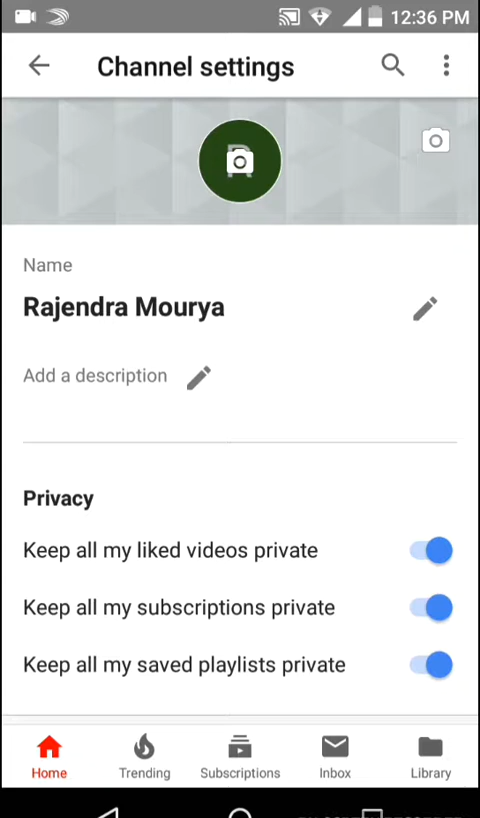 12:36 PM
Channel settings
R
Name
Rajendra Mourya
Add a description
Privacy
Keep all my liked videos private
Keep all my subscriptions private
Keep all my saved playlists private
Home Trending Subscriptions Inbox Library